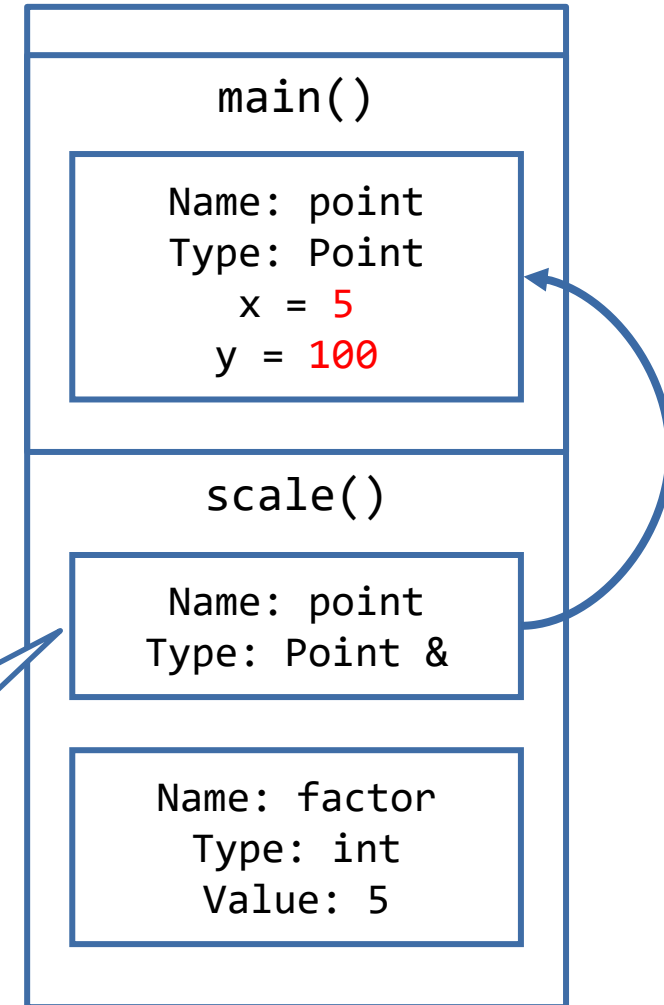 main()
Name: point
Type: Point
x = 5
y = 100
scale()
Name: point
Type: Point &
Name: factor
Type: int
Value: 5